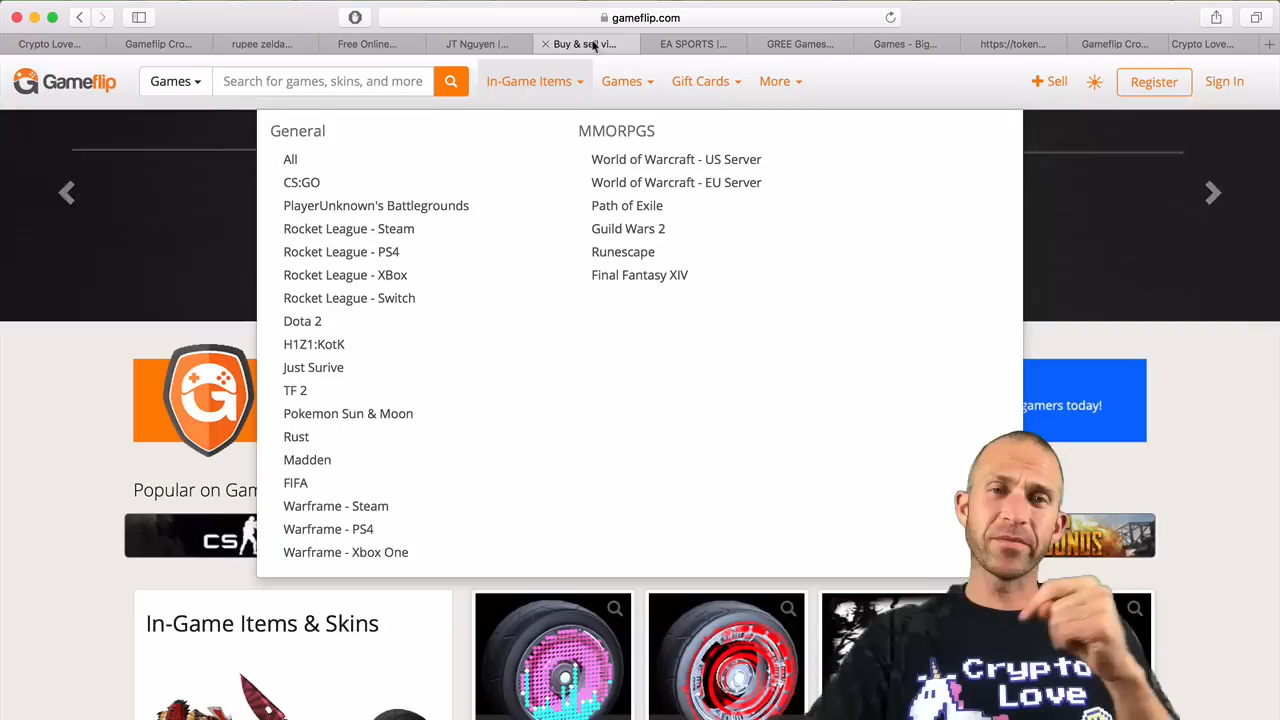 gameflip.com
Crypto Love...
Gameflip Cro...
rupee zelda...
Free Online...
JT Nguyen |...
Buy & sell vi...
EA SPORTS |...
GREE Games...
Games - Big...
https://token...
Gameflip Cro...
Crypto Love...
Gameflip
Games
Search for games, skins, and more
In-Game Items
Games
Gift Cards
More
Sell
Register
Sign In
General
All
CS:GO
PlayerUnknown's Battlegrounds
Rocket League - Steam
Rocket League - PS4
Rocket League - XBox
Rocket League - Switch
Dota 2
H1Z1:KotK
Just Surive
TF 2
Pokemon Sun & Moon
Rust
Madden
FIFA
Warframe - Steam
Warframe - PS4
Warframe - Xbox One
MMORPGS
World of Warcraft - US Server
World of Warcraft - EU Server
Path of Exile
Guild Wars 2
Runescape
Final Fantasy XIV
gamers today!
Popular on Gam
CS
In-Game Items & Skins
Crypto
Love